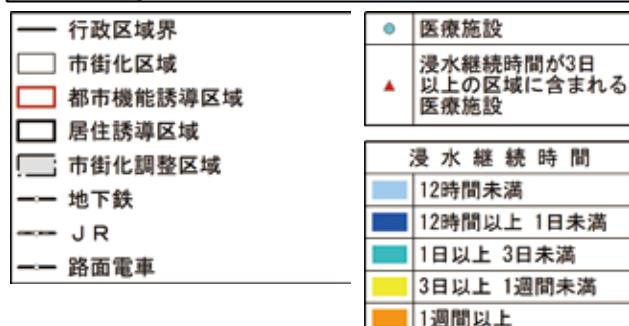 行政区域界
市街化区域
都市機能誘導区域
居住誘導区域
市街化調整区域
地下鉄
JR
路面電車
医療施設
浸水継続時間が3日
以上の区域に含まれる
医療施設
浸水継続時間
12時間未満
12時間以上 1日未満
1日以上 3日未満
3日以上 1週間未満
1週間以上